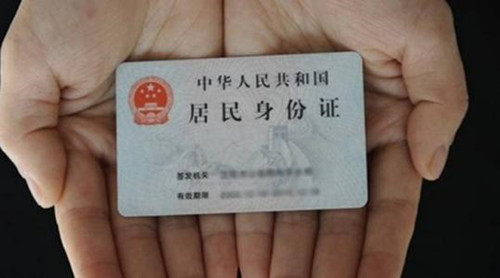 中华人民共和国
居民身份证
签发机关
有效期限